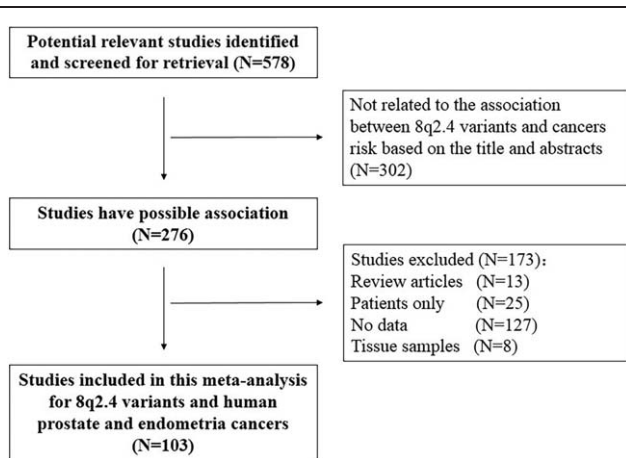 Potential relevant studies identified
and screened for retrieval (N=578)
Not related to the association
between 8q2.4 variants and cancers
risk based on the title and abstracts
(N=302)
Studies have possible association
(N=276)
Studies excluded (N=173):
Review articles (N=13)
Patients only (N=25)
No data (N=127)
Tissue samples (N=8)
Studies included in this meta-analysis
for 8q2.4 variants and human
prostate and endometria cancers
(N=103)